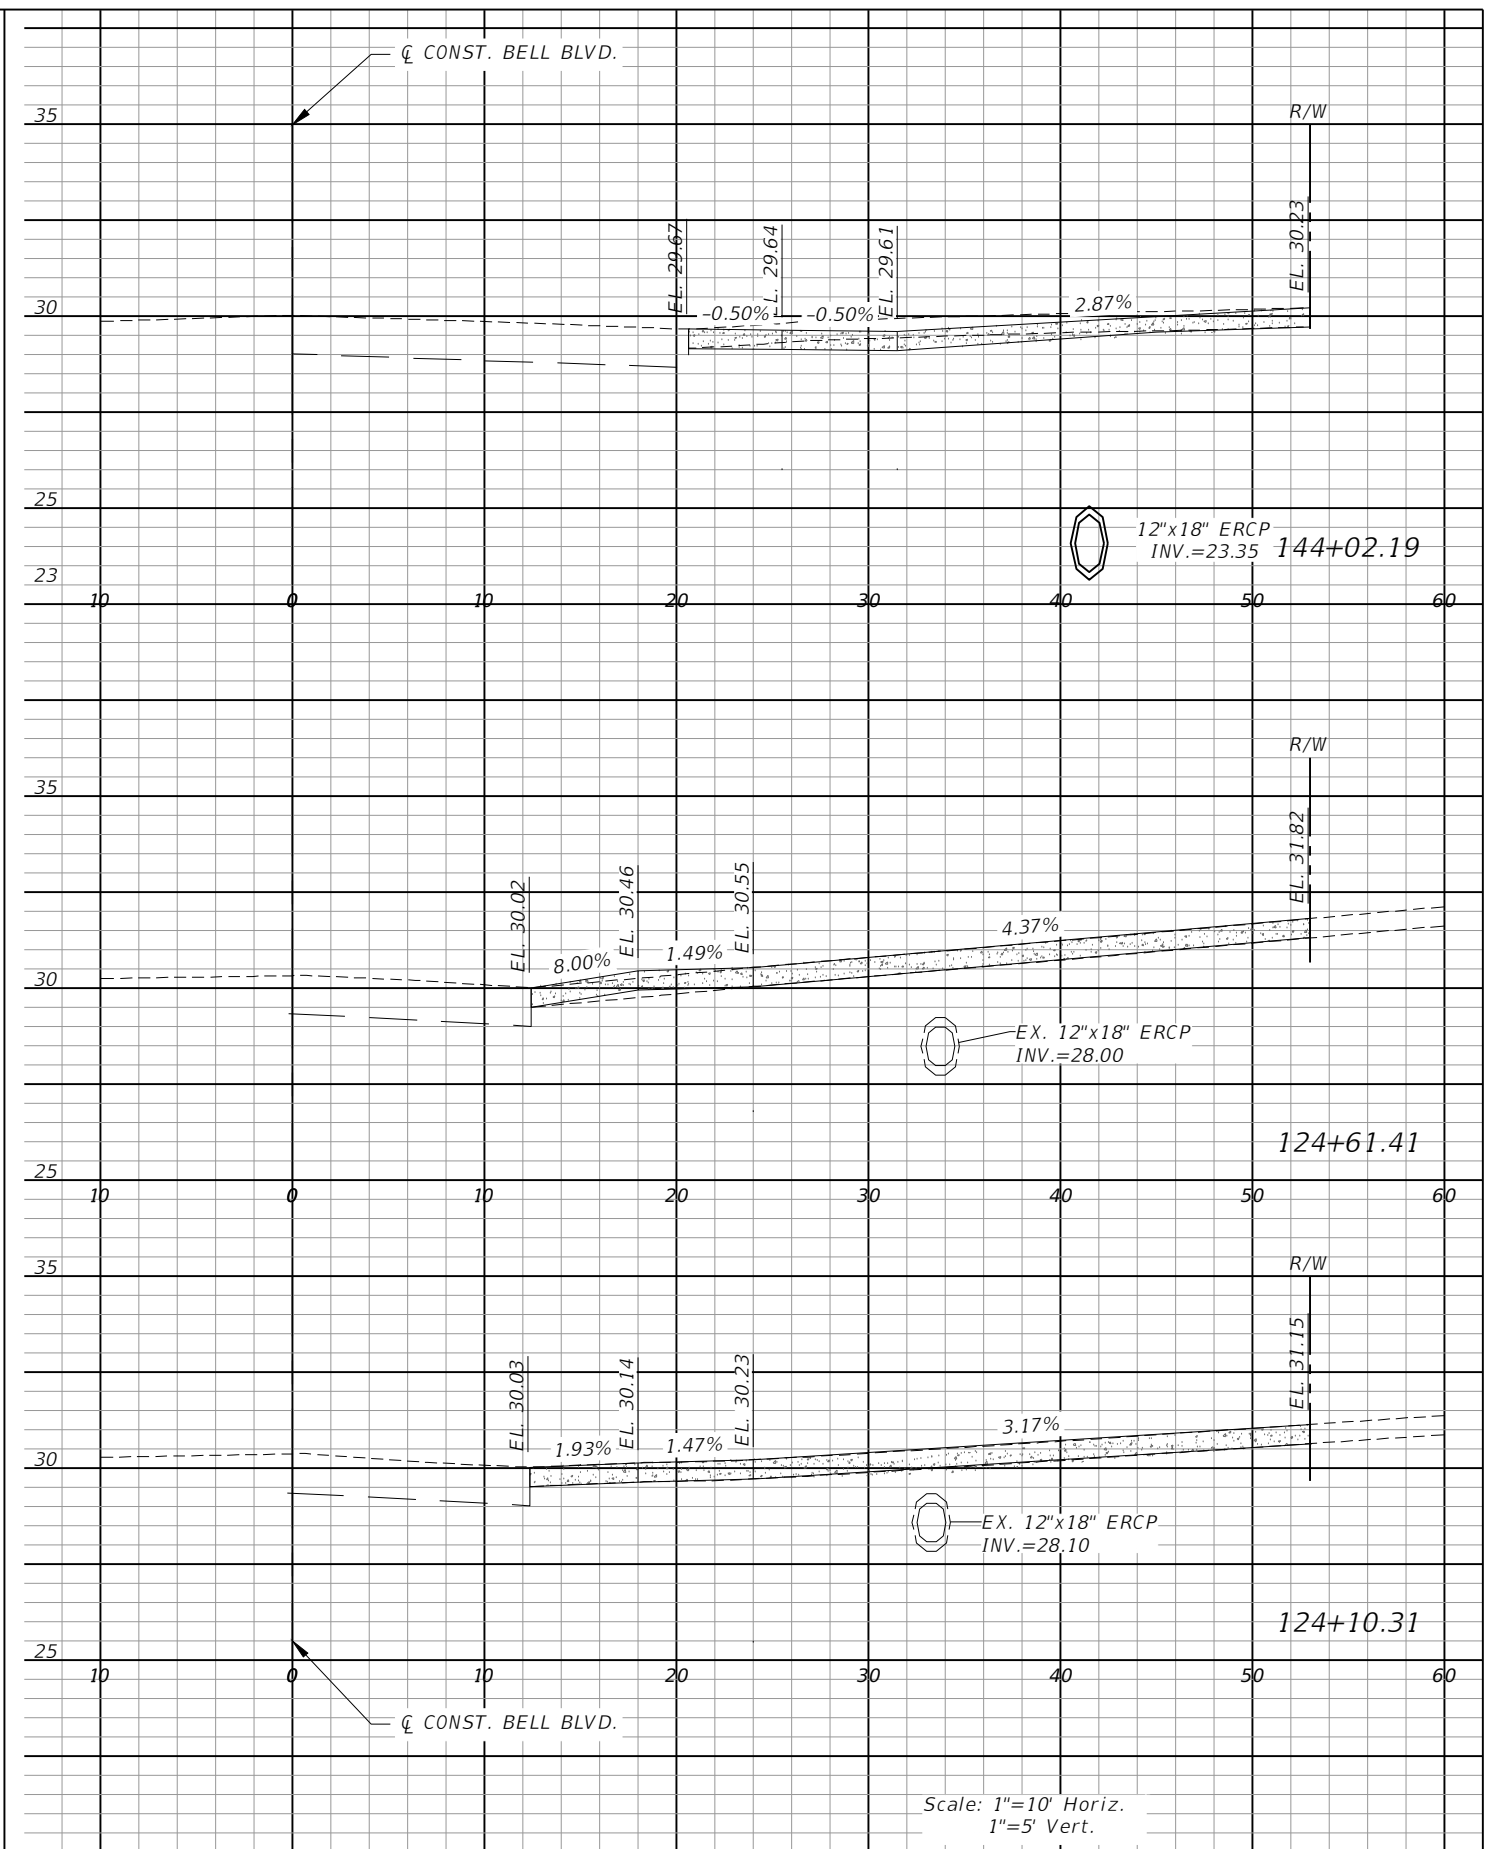 ℄ CONST. BELL BLVD.
35
R/W
EL. 29.67
L. 29.64
EL. 29.61
EL. 30.23
30
-0.50%
-0.50%
2.87%
25
12"x18" ERCP
INV.=23.35
144+02.19
23
10 0 10 20 30 40 50 60
R/W
35
EL. 30.02
EL. 30.46
EL. 30.55
EL. 31.82
8.00%
1.49%
4.37%
30
EX. 12"x18" ERCP
INV.=28.00
124+61.41
25
10 0 10 20 30 40 50 60
35
R/W
EL. 30.03
EL. 30.14
EL. 30.23
EL. 31.15
1.93%
1.47%
3.17%
30
EX. 12"x18" ERCP
INV.=28.10
124+10.31
25
10 0 10 20 30 40 50 60
℄ CONST. BELL BLVD.
Scale: 1"=10' Horiz.
1"=5' Vert.